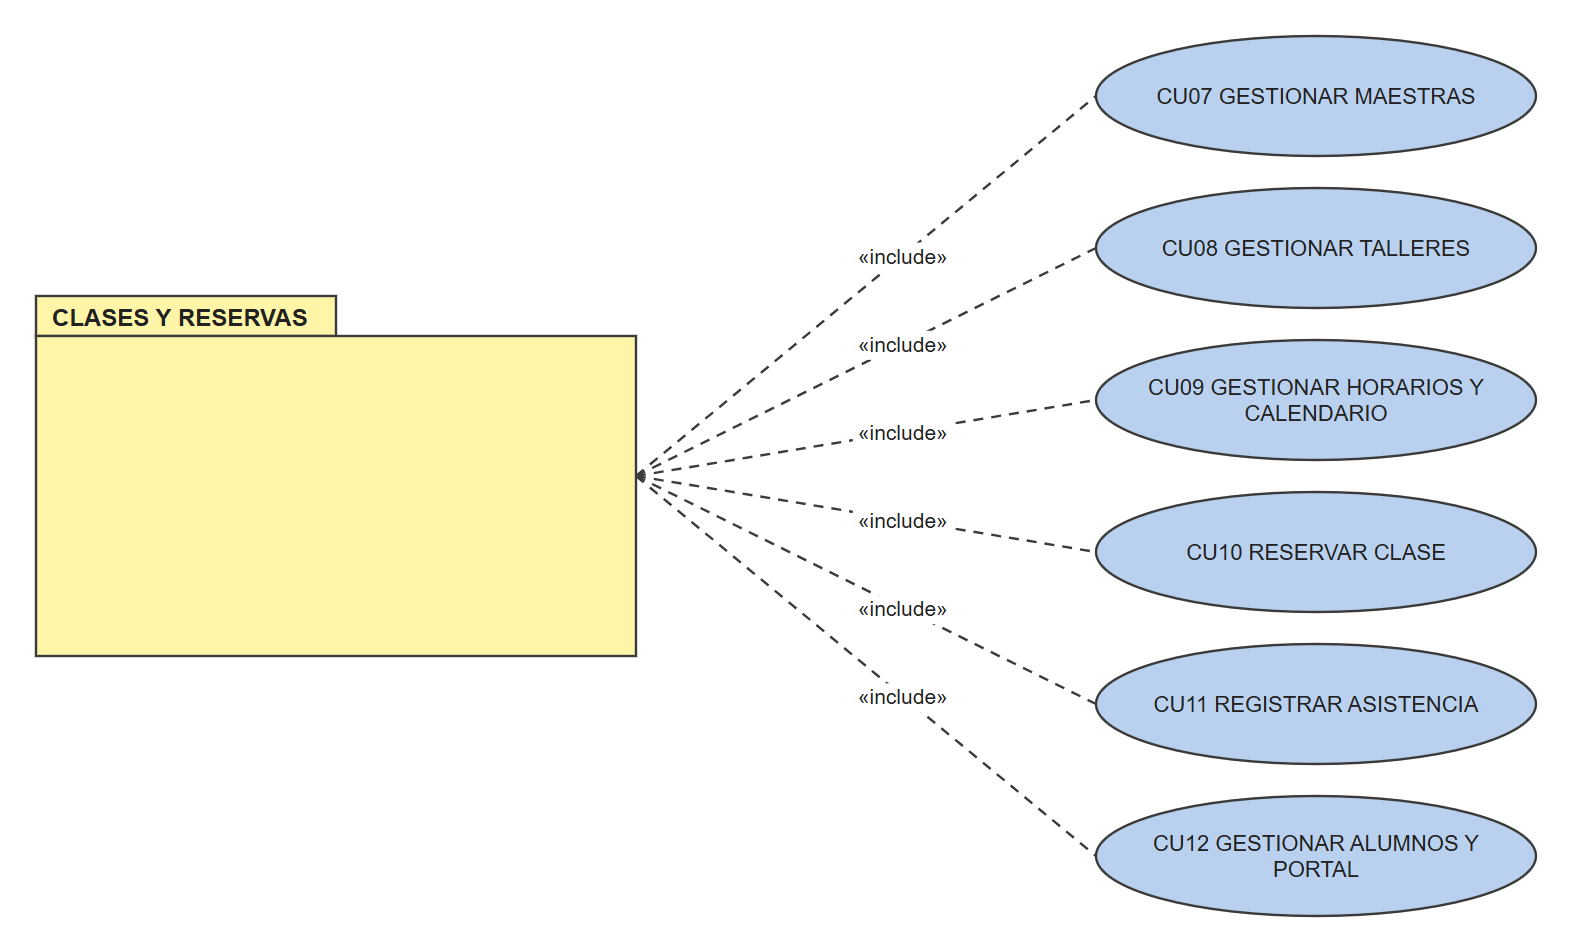 CLASES Y RESERVAS
«include»
«include»
«include»
«include»
«include»
«include»
CU07 GESTIONAR MAESTRAS
CU08 GESTIONAR TALLERES
CU09 GESTIONAR HORARIOS Y
CALENDARIO
CU10 RESERVAR CLASE
CU11 REGISTRAR ASISTENCIA
CU12 GESTIONAR ALUMNOS Y
PORTAL